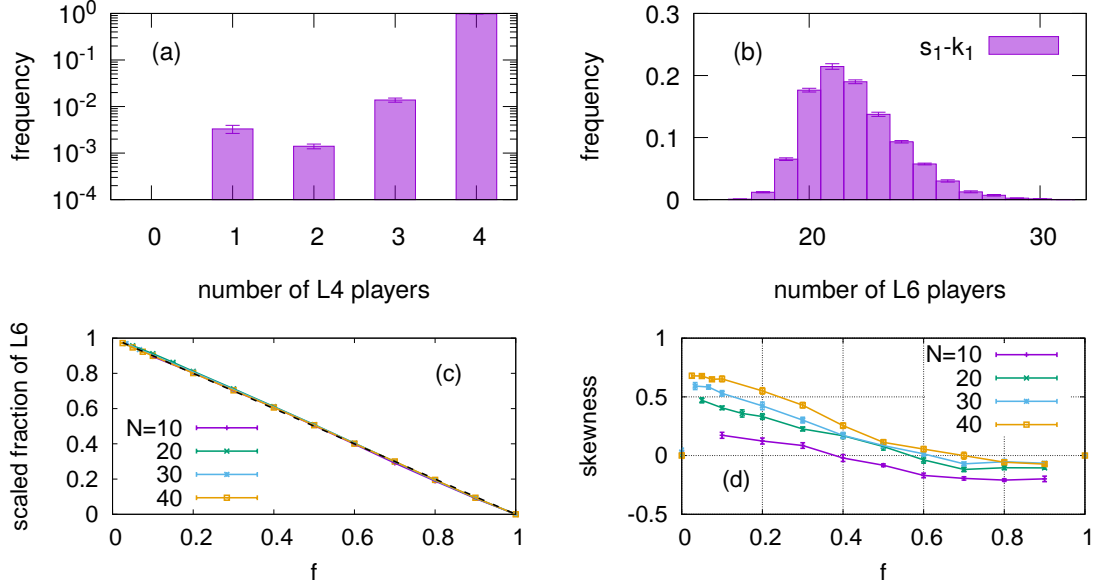 (a)
frequency
10^0
10^-1
10^-2
10^-3
10^-4
0 1 2 3 4
number of L4 players
(b)
s_1-k_1
frequency
0.3
0.2
0.1
0
20 30
number of L6 players
(c)
scaled fraction of L6
1
0.8
0.6
0.4
0.2
0
N=10
20
30
40
0 0.2 0.4 0.6 0.8 1
f
N=10
20
30
40
skewness
1
0.5
0
-0.5
(d)
0 0.2 0.4 0.6 0.8 1
f